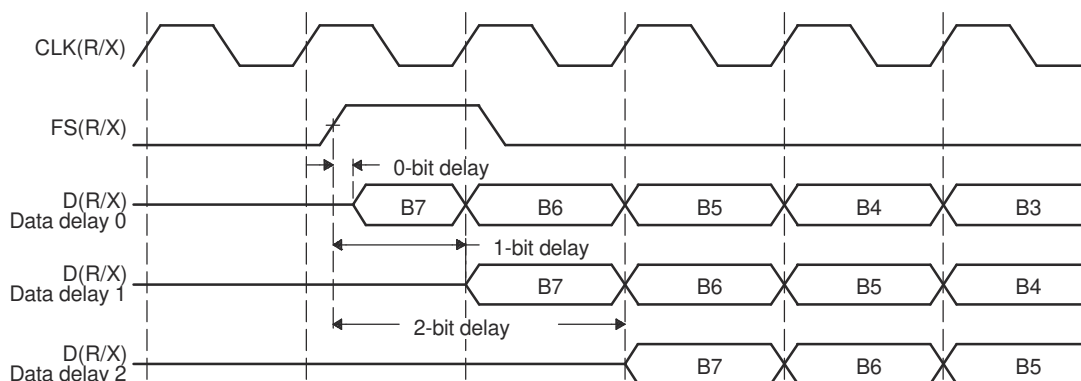 CLK(R/X)
FS(R/X)
0-bit delay
D(R/X)
Data delay 0
B7 B6 B5 B4 B3
1-bit delay
D(R/X)
Data delay 1
B7 B6 B5 B4
2-bit delay
D(R/X)
Data delay 2
B7 B6 B5